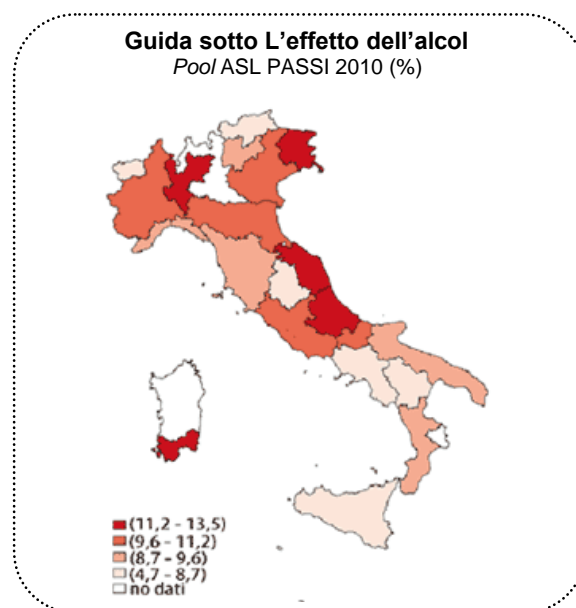 Guida sotto L'effetto dell'alcol
Pool ASL PASSI 2010 (%)
(11,2 - 13,5)
(9,6 - 11,2)
(8,7 - 9,6)
(4,7 - 8,7)
no dati